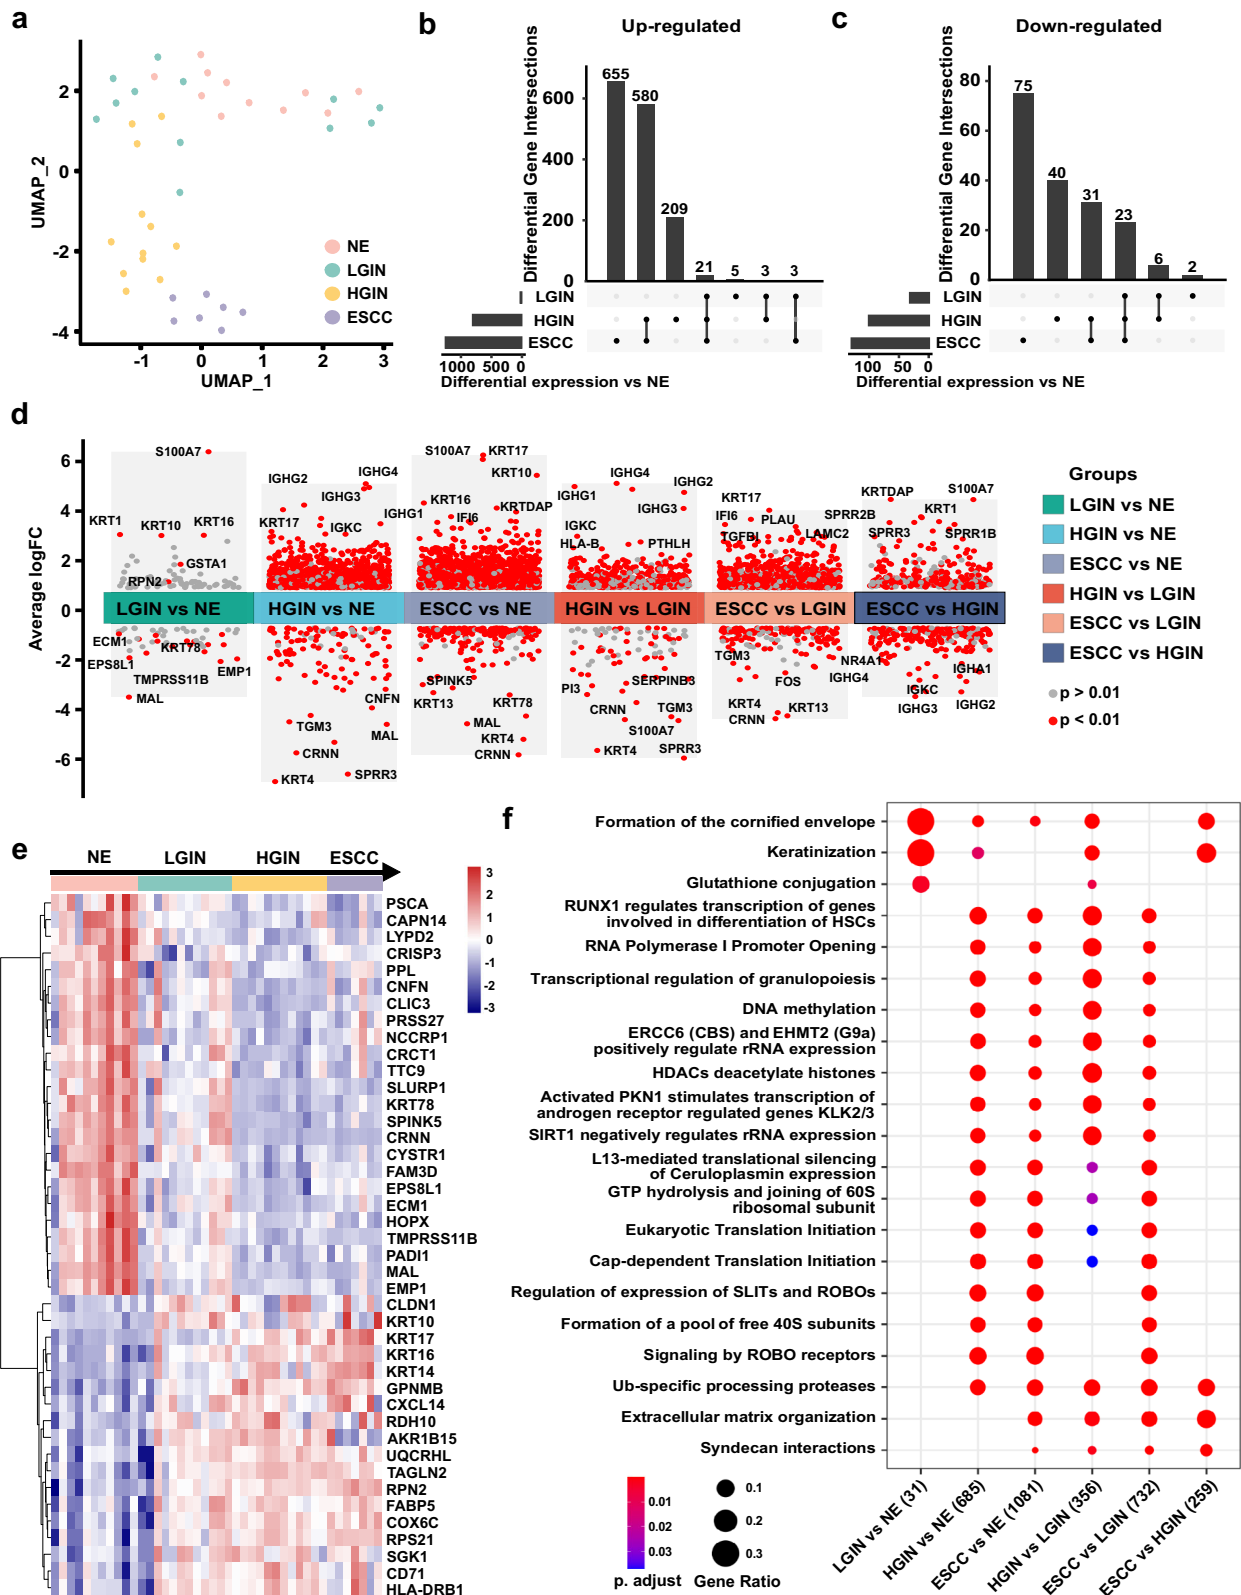 a
UMAP_2
2
0
-2
-4
-1
0
1
2
3
UMAP_1
NE
LGIN
HGIN
ESCC
b
Up-regulated
Differential Gene Intersections
600
400
200
0
655
580
209
21
5
3
3
LGIN
HGIN
ESCC
1000
500
0
Differential expression vs NE
c
Down-regulated
Differential Gene Intersections
80
60
40
20
0
75
40
31
23
6
2
LGIN
HGIN
ESCC
100
50
0
Differential expression vs NE
d
Average logFC
6
4
2
0
-2
-4
-6
S100A7
KRT1
KRT10
KRT16
GSTA1
RPN2
LGIN vs NE
ECM1
KRT78
EPS8L1
EMP1
TMPRSS11B
MAL
IGHG2
IGHG4
IGHG3
IGHG1
KRT17
IGKC
HGIN vs NE
CNFN
TGM3
MAL
CRNN
KRT4
SPRR3
S100A7
KRT17
KRT10
KRT16
KRTDAP
IFI6
ESCC vs NE
SPINK5
KRT13
KRT78
MAL
KRT4
CRNN
IGHG4
IGHG2
IGHG1
IGHG3
IGKC
HLA-B
PTHLH
HGIN vs LGIN
PI3
SERPINB3
CRNN
TGM3
S100A7
KRT4
SPRR3
KRT17
IFI6
PLAU
SPRR2B
TGFBI
LAMC2
ESCC vs LGIN
TGM3
NR4A1
FOS
IGHG4
KRT4
KRT13
CRNN
KRTDAP
S100A7
KRT1
SPRR3
SPRR1B
ESCC vs HGIN
IGHA1
IGKC
IGHG3
IGHG2
Groups
LGIN vs NE
HGIN vs NE
ESCC vs NE
HGIN vs LGIN
ESCC vs LGIN
ESCC vs HGIN
p > 0.01
p < 0.01
e
NE
LGIN
HGIN
ESCC
3
2
1
0
-1
-2
-3
PSCA
CAPN14
LYPD2
CRISP3
PPL
CNFN
CLIC3
PRSS27
NCCRP1
CRCT1
TTC9
SLURP1
KRT78
SPINK5
CRNN
CYSTR1
FAM3D
EPS8L1
ECM1
HOPX
TMPRSS11B
PADI1
MAL
EMP1
CLDN1
KRT10
KRT17
KRT16
KRT14
GPNMB
CXCL14
RDH10
AKR1B15
UQCRHL
TAGLN2
RPN2
FABP5
COX6C
RPS21
SGK1
CD71
HLA-DRB1
f
Formation of the cornified envelope
Keratinization
Glutathione conjugation
RUNX1 regulates transcription of genes
involved in differentiation of HSCs
RNA Polymerase I Promoter Opening
Transcriptional regulation of granulopoiesis
DNA methylation
ERCC6 (CBS) and EHMT2 (G9a)
positively regulate rRNA expression
HDACs deacetylate histones
Activated PKN1 stimulates transcription of
androgen receptor regulated genes KLK2/3
SIRT1 negatively regulates rRNA expression
L13-mediated translational silencing
of Ceruloplasmin expression
GTP hydrolysis and joining of 60S
ribosomal subunit
Eukaryotic Translation Initiation
Cap-dependent Translation Initiation
Regulation of expression of SLITs and ROBOs
Formation of a pool of free 40S subunits
Signaling by ROBO receptors
Ub-specific processing proteases
Extracellular matrix organization
Syndecan interactions
LGIN vs NE (31)
HGIN vs NE (685)
ESCC vs NE (1081)
HGIN vs LGIN (356)
ESCC vs LGIN (732)
ESCC vs HGIN (259)
0.01
0.02
0.03
p. adjust
0.1
0.2
0.3
Gene Ratio